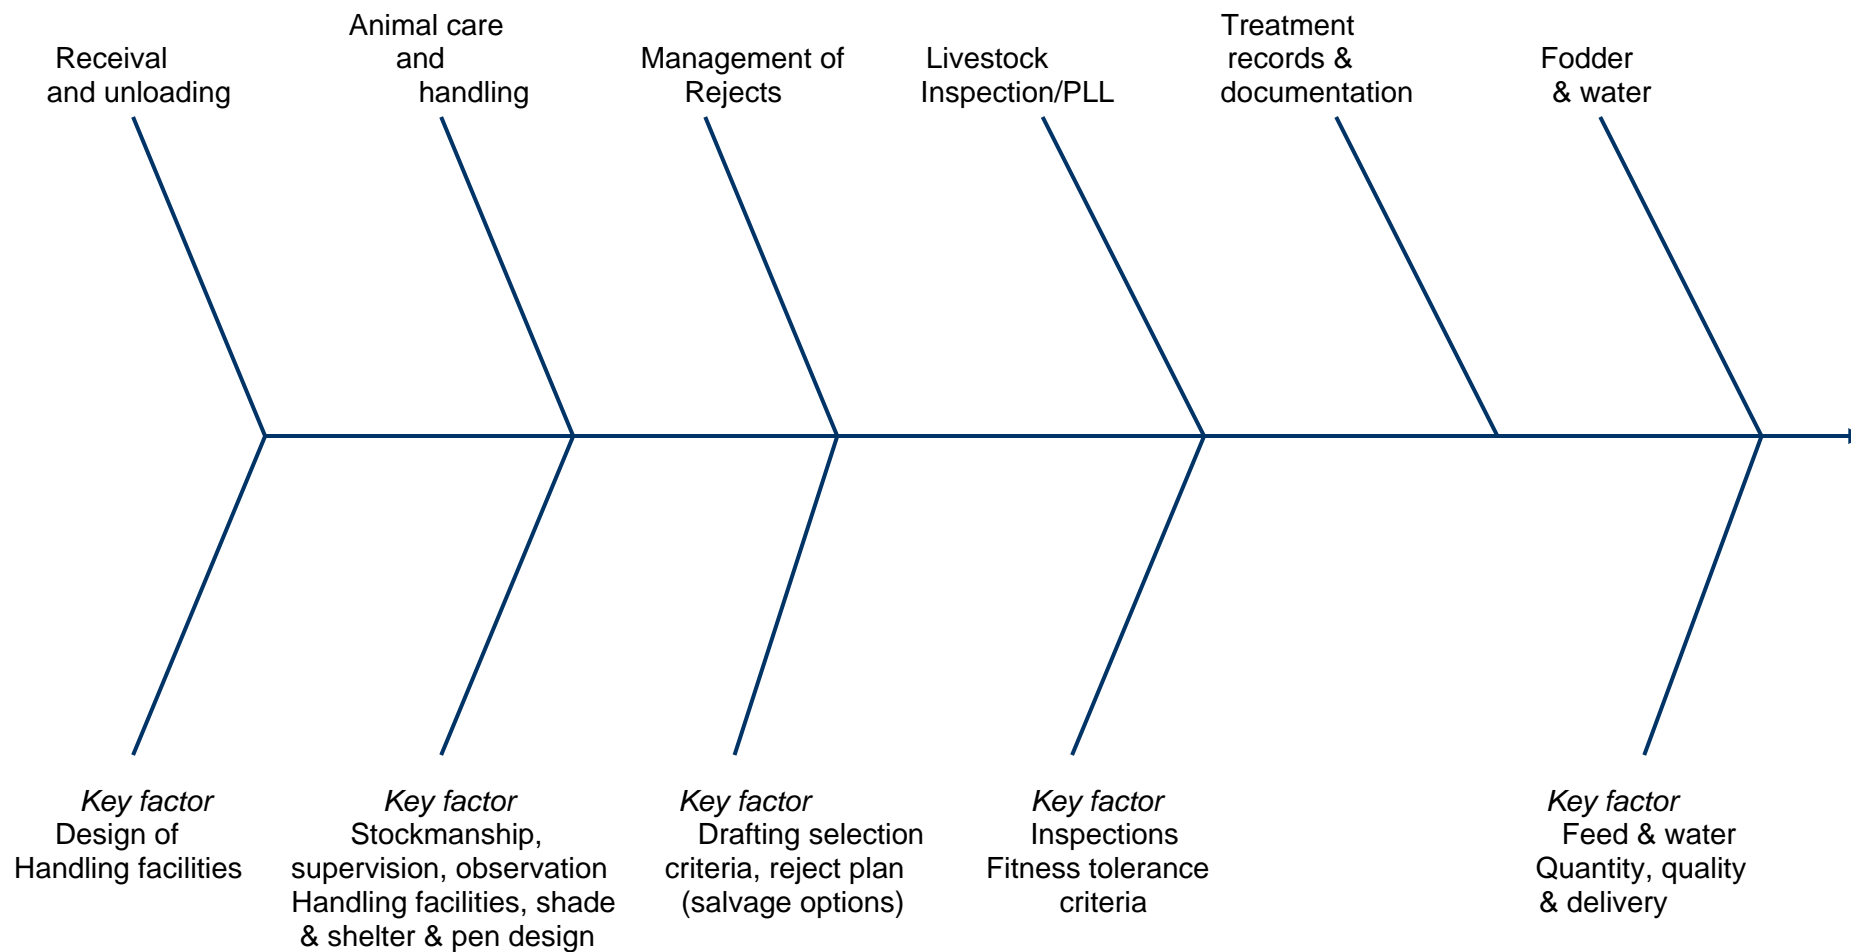 Receival
and unloading
Animal care
and
handling
Management of
Rejects
Livestock
Inspection/PLL
Treatment
records &
documentation
Fodder
& water
Key factor
Design of
Handling facilities
Key factor
Stockmanship,
supervision, observation
Handling facilities, shade
& shelter & pen design
Key factor
Drafting selection
criteria, reject plan
(salvage options)
Key factor
Inspections
Fitness tolerance
criteria
Key factor
Feed & water
Quantity, quality
& delivery